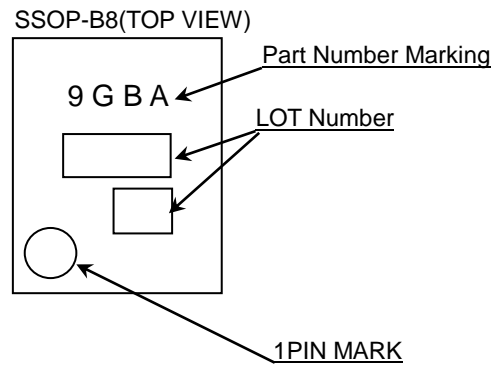 SSOP-B8(TOP VIEW)
Part Number Marking
9 G B A
LOT Number
1PIN MARK